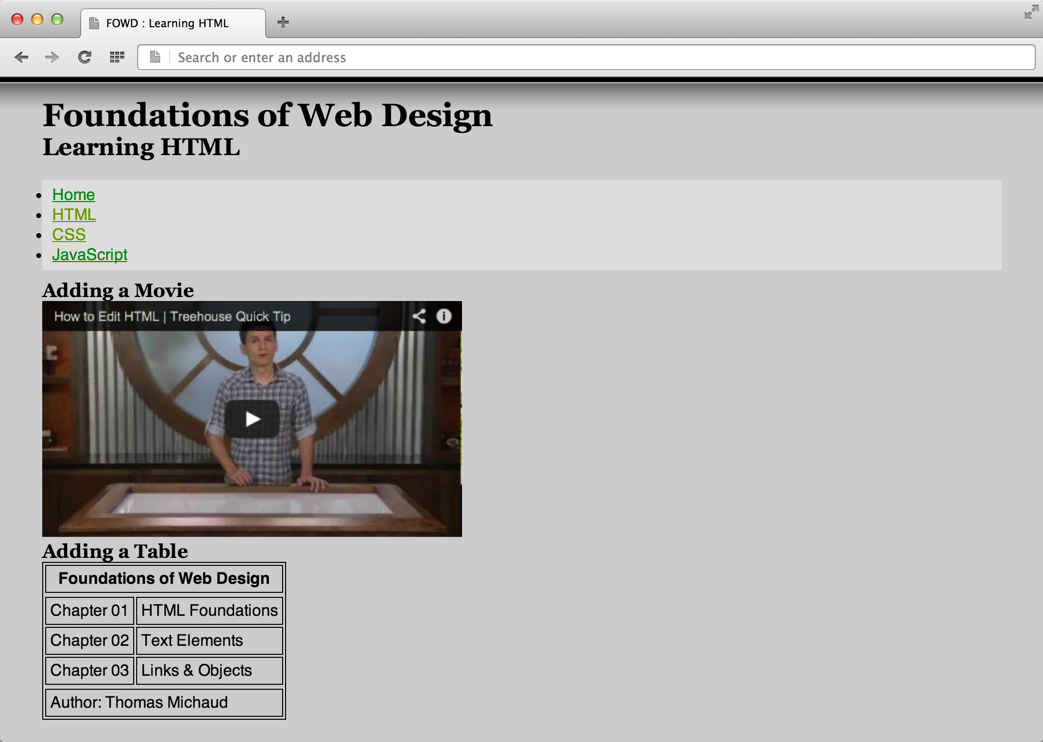 FOWD : Learning HTML
Search or enter an address
Foundations of Web Design
Learning HTML
Home
HTML
CSS
JavaScript
Adding a Movie
How to Edit HTML | Treehouse Quick Tip
Adding a Table
Foundations of Web Design
Chapter 01 HTML Foundations
Chapter 02 Text Elements
Chapter 03 Links & Objects
Author: Thomas Michaud